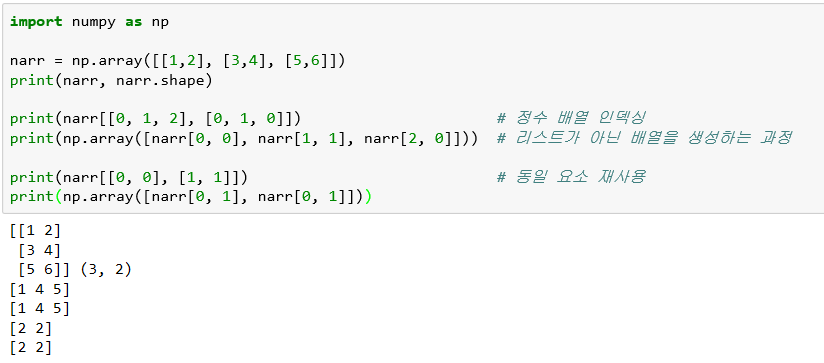 import numpy as np
narr = np.array([[1,2], [3,4], [5,6]])
print(narr, narr.shape)
print(narr[[0, 1, 2], [0, 1, 0]]) # 정수 배열 인덱싱
print(np.array([narr[0, 0], narr[1, 1], narr[2, 0]])) # 리스트가 아닌 배열을 생성하는 과정
print(narr[[0, 0], [1, 1]]) # 동일 요소 재사용
print(np.array([narr[0, 1], narr[0, 1]]))
[[1 2]
[3 4]
[5 6]] (3, 2)
[1 4 5]
[1 4 5]
[2 2]
[2 2]